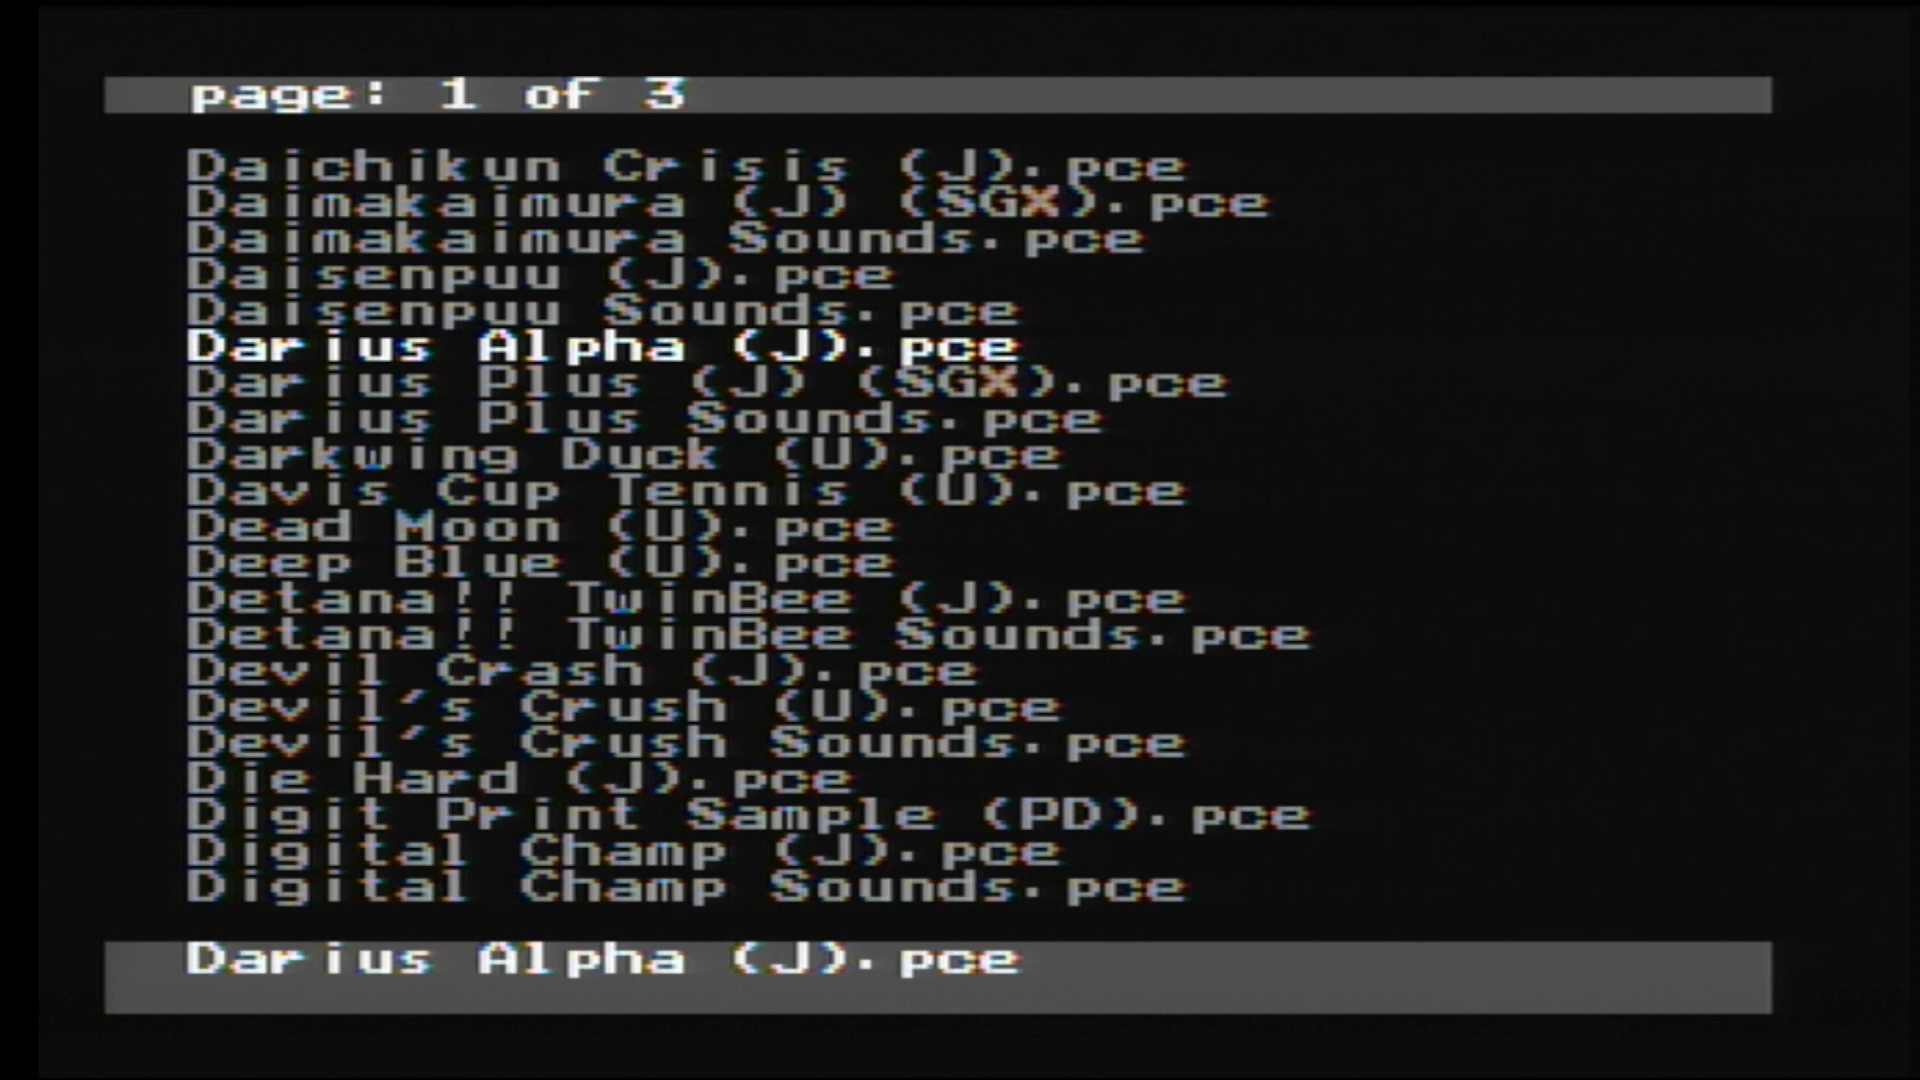 page: 1 of 3
Daichikun Crisis (J).pce
Daimakaimura (J) (SGX).pce
Daimakaimura Sounds.pce
Daisenpuu (J).pce
Daisenpuu Sounds.pce
Darius Alpha (J).pce
Darius Plus (J) (SGX).pce
Darius Plus Sounds.pce
Darkwing Duck (U).pce
Davis Cup Tennis (U).pce
Dead Moon (U).pce
Deep Blue (U).pce
Detana!! TwinBee (J).pce
Detana!! TwinBee Sounds.pce
Devil Crash (J).pce
Devil's Crush (U).pce
Devil's Crush Sounds.pce
Die Hard (J).pce
Digit Print Sample (PD).pce
Digital Champ (J).pce
Digital Champ Sounds.pce
Darius Alpha (J).pce